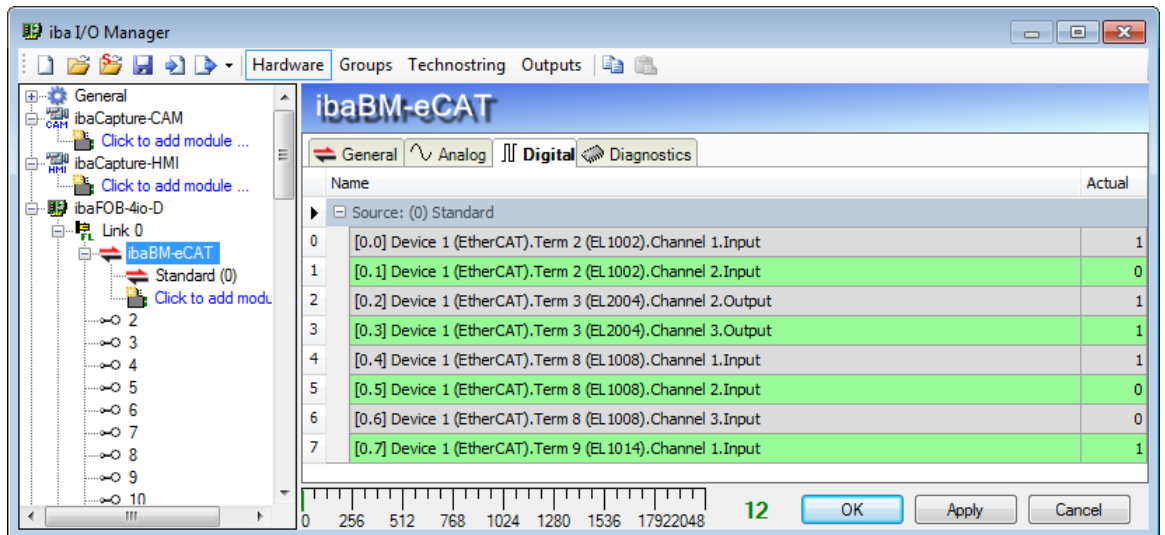 iba I/O Manager
Hardware Groups Technostring Outputs
General
CAM ibaCapture-CAM
Click to add module ...
HMI ibaCapture-HMI
Click to add module ...
ibaFOB-4io-D
FL Link 0
ibaBM-eCAT
Standard (0)
Click to add modu
2
3
4
5
6
7
8
9
10
ibaBM-eCAT
General Analog Digital Diagnostics
Name Actual
Source: (0) Standard
0 [0.0] Device 1 (EtherCAT).Term 2 (EL1002).Channel 1.Input 1
1 [0.1] Device 1 (EtherCAT).Term 2 (EL1002).Channel 2.Input 0
2 [0.2] Device 1 (EtherCAT).Term 3 (EL2004).Channel 2.Output 1
3 [0.3] Device 1 (EtherCAT).Term 3 (EL2004).Channel 3.Output 1
4 [0.4] Device 1 (EtherCAT).Term 8 (EL1008).Channel 1.Input 1
5 [0.5] Device 1 (EtherCAT).Term 8 (EL1008).Channel 2.Input 0
6 [0.6] Device 1 (EtherCAT).Term 8 (EL1008).Channel 3.Input 0
7 [0.7] Device 1 (EtherCAT).Term 9 (EL1014).Channel 1.Input 1
0 256 512 768 1024 1280 1536 17922048
12 OK Apply Cancel